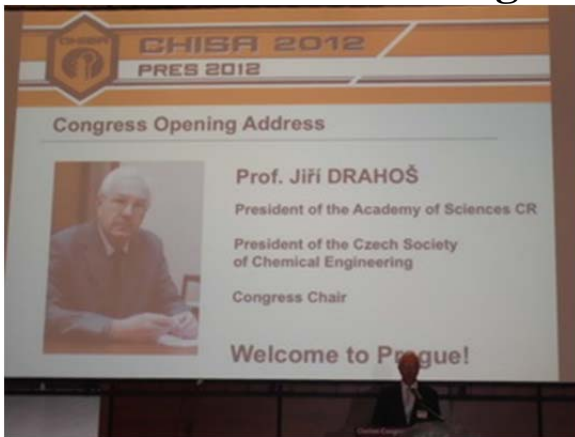 CHISA
CHISA 2012
PRES 2012
Congress Opening Address
Prof. Jiří DRAHOŠ
President of the Academy of Sciences CR
President of the Czech Society
of Chemical Engineering
Congress Chair
Welcome to Prague!